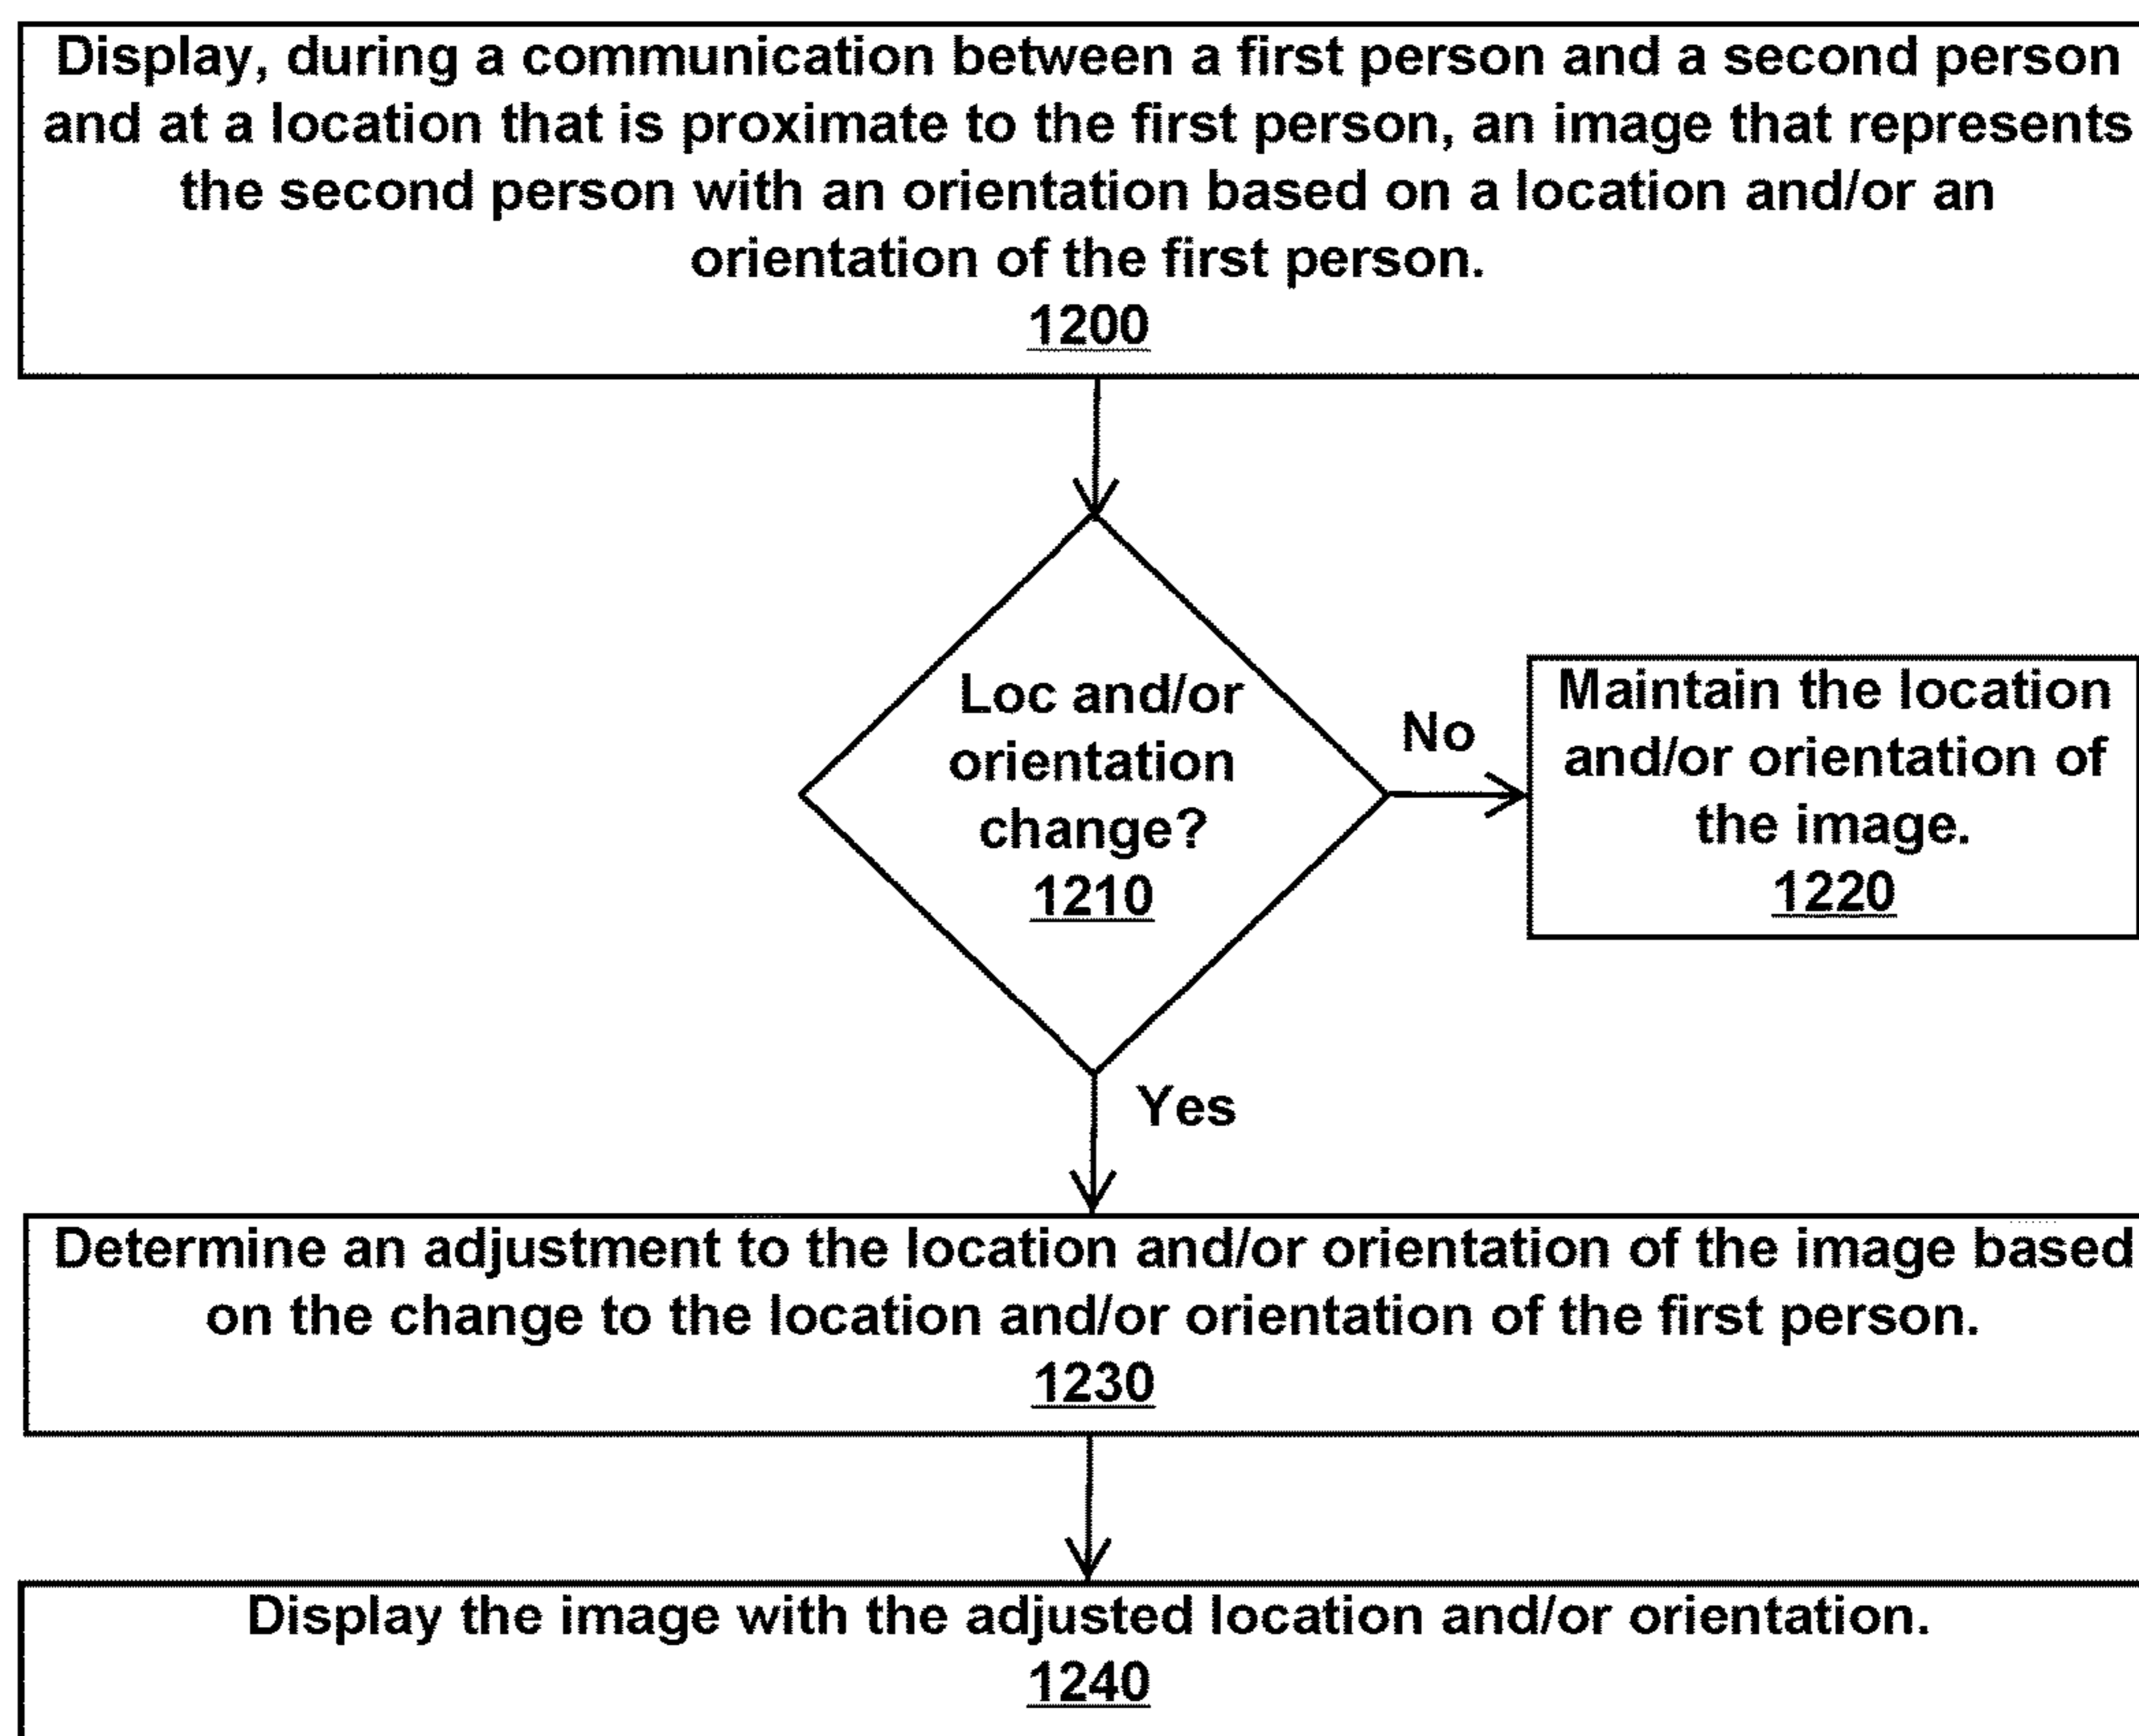 Display, during a communication between a first person and a second person
and at a location that is proximate to the first person, an image that represents
the second person with an orientation based on a location and/or an
orientation of the first person.
1200
Loc and/or
orientation
change?
1210
No
Maintain the location
and/or orientation of
the image.
1220
Yes
Determine an adjustment to the location and/or orientation of the image based
on the change to the location and/or orientation of the first person.
1230
Display the image with the adjusted location and/or orientation.
1240